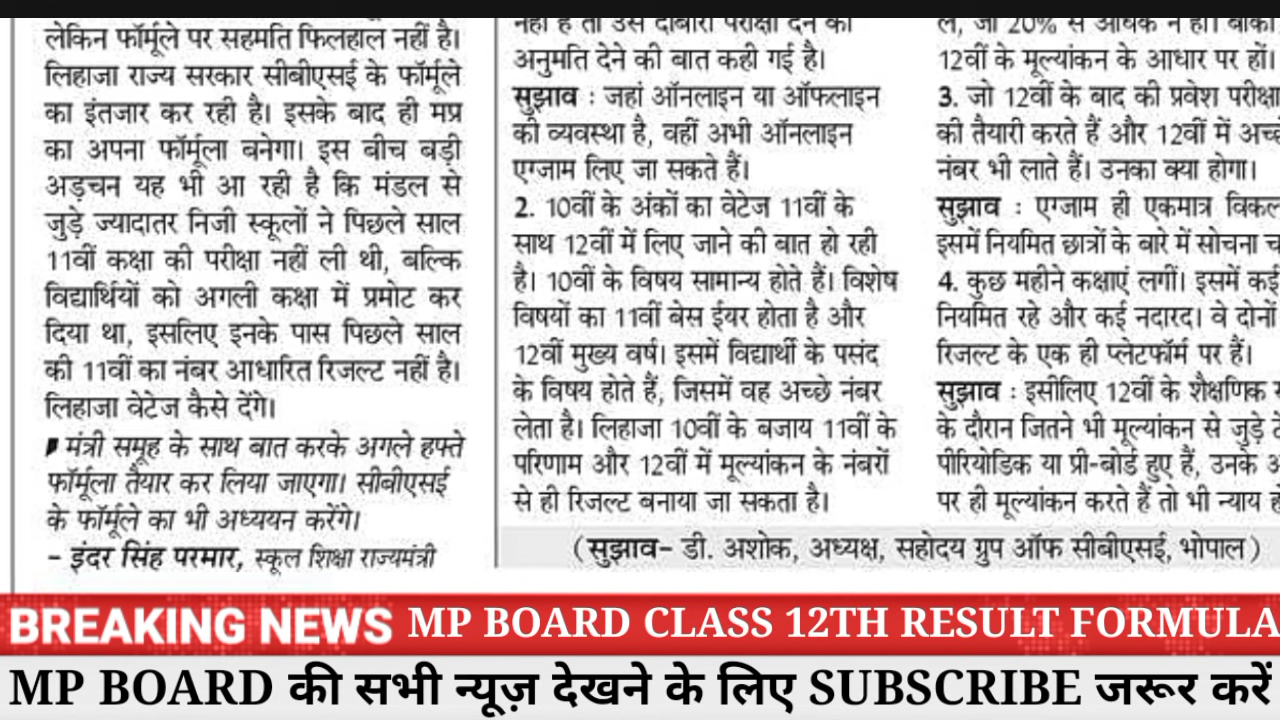 लेकिन फॉर्मूले पर सहमति फिलहाल नहीं है।
लिहाजा राज्य सरकार सीबीएसई के फॉर्मूले
का इंतजार कर रही है। इसके बाद ही मप्र
का अपना फॉर्मूला बनेगा। इस बीच बड़ी
अड़चन यह भी आ रही है कि मंडल से
जुड़े ज्यादातर निजी स्कूलों ने पिछले साल
11वीं कक्षा की परीक्षा नहीं ली थी, बल्कि
विद्यार्थियों को अगली कक्षा में प्रमोट कर
दिया था, इसलिए इनके पास पिछले साल
की 11वीं का नंबर आधारित रिजल्ट नहीं है।
लिहाजा वेटेज कैसे देंगे।
मंत्री समूह के साथ बात करके अगले हफ्ते
फॉर्मूला तैयार कर लिया जाएगा। सीबीएसई
के फॉर्मूले का भी अध्ययन करेंगे।
- इंदर सिंह परमार, स्कूल शिक्षा राज्यमंत्री
नहीं है तो उसे दोबारा परीक्षा देने की
अनुमति देने की बात कही गई है।
सुझाव : जहां ऑनलाइन या ऑफलाइन
की व्यवस्था है, वहीं अभी ऑनलाइन
एग्जाम लिए जा सकते हैं।
2. 10वीं के अंकों का वेटेज 11वीं के
साथ 12वीं में लिए जाने की बात हो रही
है। 10वीं के विषय सामान्य होते हैं। विशेष
विषयों का 11वीं बेस ईयर होता है और
12वीं मुख्य वर्ष। इसमें विद्यार्थी के पसंद
के विषय होते हैं, जिसमें वह अच्छे नंबर
लेता है। लिहाजा 10वीं के बजाय 11वीं के
परिणाम और 12वीं में मूल्यांकन के नंबरों
से ही रिजल्ट बनाया जा सकता है।
जो 20% से अधिक न हो। बाकी
12वीं के मूल्यांकन के आधार पर हों।
3. जो 12वीं के बाद की प्रवेश परीक्षा
की तैयारी करते हैं और 12वीं में
नंबर भी लाते हैं। उनका क्या होगा।
सुझाव : एग्जाम ही एकमात्र
इसमें नियमित छात्रों के बारे में सोचना
4. कुछ महीने कक्षाएं लगीं। इसमें कई
नियमित रहे और कई नदारद। वे दोनों
रिजल्ट के एक ही प्लेटफॉर्म पर हैं।
सुझाव : इसीलिए 12वीं के शैक्षणिक
के दौरान जितने भी मूल्यांकन से जुड़े
पीरियोडिक या प्री-बोर्ड हुए हैं, उनके
पर ही मूल्यांकन करते हैं तो भी न्याय
(सुझाव- डी. अशोक, अध्यक्ष, सहोदय ग्रुप ऑफ सीबीएसई, भोपाल)
BREAKING NEWS MP BOARD CLASS 12TH RESULT FORMULA
MP BOARD की सभी न्यूज़ देखने के लिए SUBSCRIBE जरूर करें